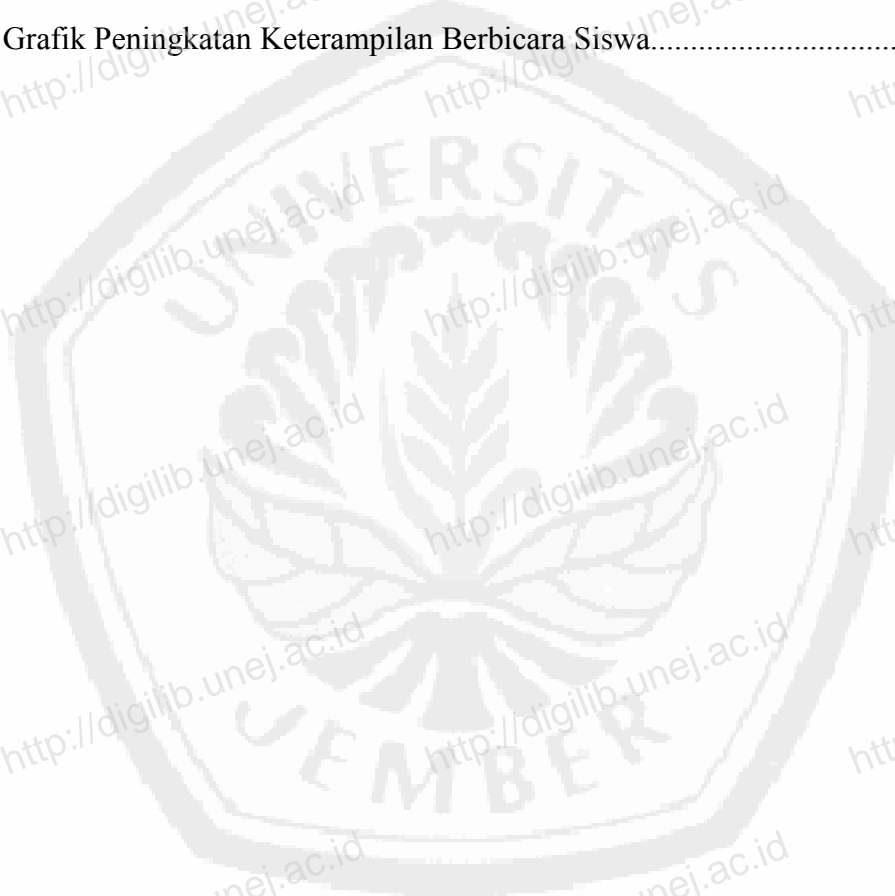 Grafik Peningkatan Keterampilan Berbicara Siswa..............................
http://digilib.unej.ac.id
http://digilib.unej.ac.id
UNIVERSITAS
http://digilib.unej.ac.id
http://digilib.unej.ac.id
http://digilib.unej.ac.id
http://digilib.unej.ac.id
http://digilib.unej.ac.id
http://digilib.unej.ac.id
JEMBER